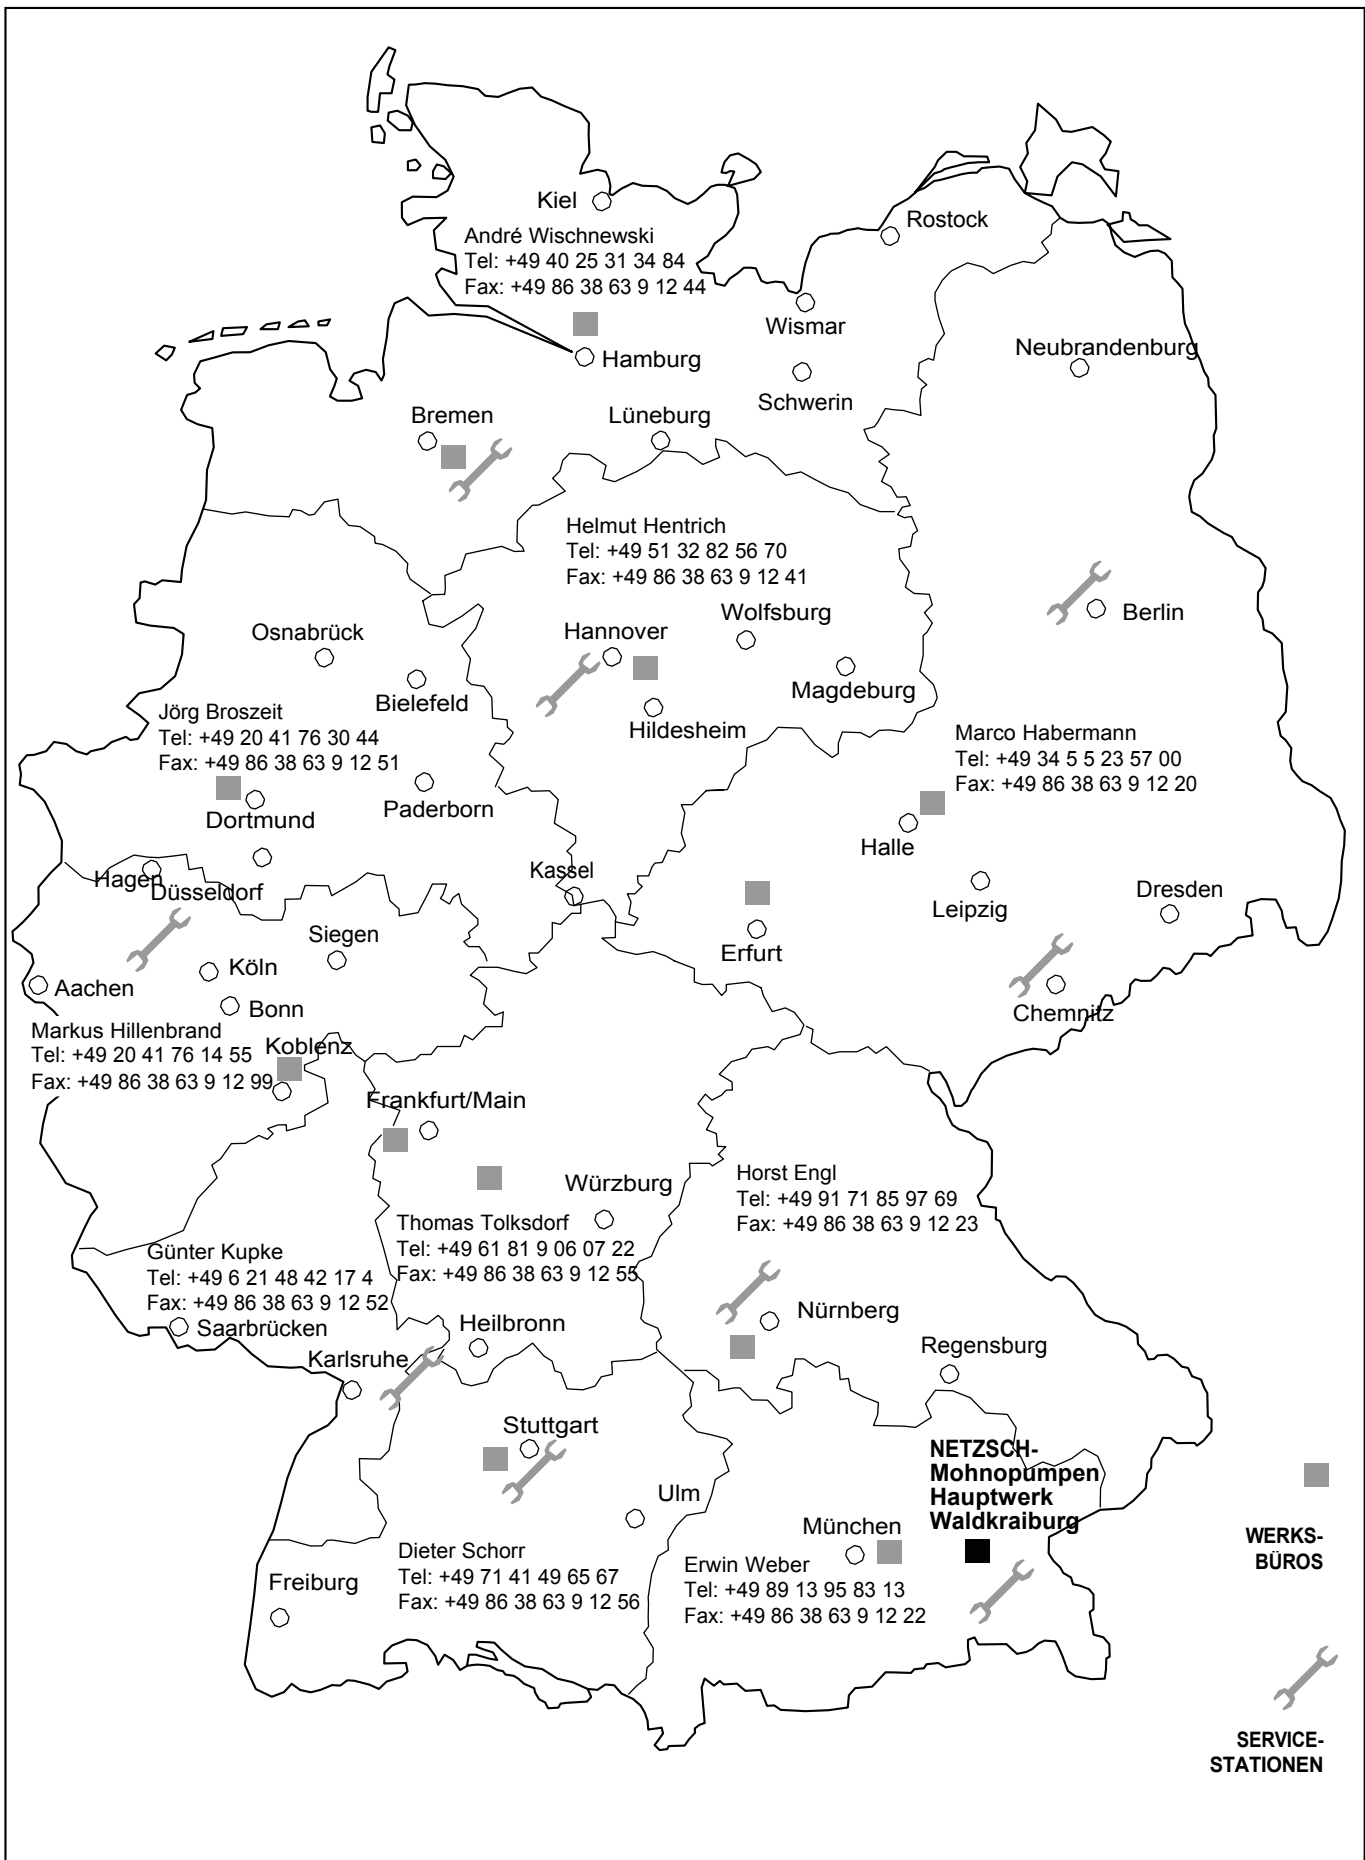 Kiel
Rostock
André Wischnewski
Tel: +49 40 25 31 34 84
Fax: +49 86 38 63 9 12 44
Wismar
Hamburg
Neubrandenburg
Schwerin
Bremen
Lüneburg
Helmut Hentrich
Tel: +49 51 32 82 56 70
Fax: +49 86 38 63 9 12 41
Wolfsburg
Berlin
Osnabrück
Hannover
Bielefeld
Magdeburg
Hildesheim
Jörg Broszeit
Tel: +49 20 41 76 30 44
Fax: +49 86 38 63 9 12 51
Marco Habermann
Tel: +49 34 5 5 23 57 00
Fax: +49 86 38 63 9 12 20
Paderborn
Dortmund
Halle
Kassel
Hagen
Düsseldorf
Dresden
Leipzig
Siegen
Erfurt
Köln
Aachen
Bonn
Chemnitz
Markus Hillenbrand
Tel: +49 20 41 76 14 55
Fax: +49 86 38 63 9 12 99
Koblenz
Frankfurt/Main
Würzburg
Horst Engl
Tel: +49 91 71 85 97 69
Fax: +49 86 38 63 9 12 23
Thomas Tolksdorf
Tel: +49 61 81 9 06 07 22
Fax: +49 86 38 63 9 12 55
Günter Kupke
Tel: +49 6 21 48 42 17 4
Fax: +49 86 38 63 9 12 52
Saarbrücken
Heilbronn
Nürnberg
Karlsruhe
Regensburg
Stuttgart
NETZSCH-
Mohnopumpen
Hauptwerk
Waldkraiburg
Ulm
München
WERKS-
BÜROS
Dieter Schorr
Tel: +49 71 41 49 65 67
Fax: +49 86 38 63 9 12 56
Erwin Weber
Tel: +49 89 13 95 83 13
Fax: +49 86 38 63 9 12 22
Freiburg
SERVICE-
STATIONEN